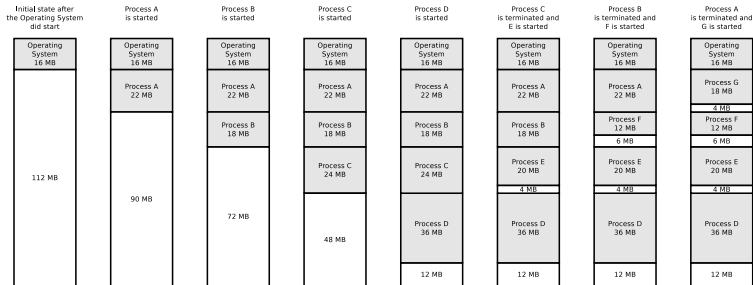 Initial state after
the Operating System
did start
Process A
is started
Process B
is started
Process C
is started
Process D
is started
Process C
is terminated and
E is started
Process B
is terminated and
F is started
Process A
is terminated and
G is started
Operating
System
16 MB
112 MB
Operating
System
16 MB
Process A
22 MB
90 MB
Operating
System
16 MB
Process A
22 MB
Process B
18 MB
72 MB
Operating
System
16 MB
Process A
22 MB
Process B
18 MB
Process C
24 MB
48 MB
Operating
System
16 MB
Process A
22 MB
Process B
18 MB
Process C
24 MB
Process D
36 MB
12 MB
Operating
System
16 MB
Process A
22 MB
Process B
18 MB
Process E
20 MB
4 MB
Process D
36 MB
12 MB
Operating
System
16 MB
Process A
22 MB
Process F
12 MB
6 MB
Process E
20 MB
4 MB
Process D
36 MB
12 MB
Operating
System
16 MB
Process G
18 MB
4 MB
Process F
12 MB
6 MB
Process E
20 MB
4 MB
Process D
36 MB
12 MB